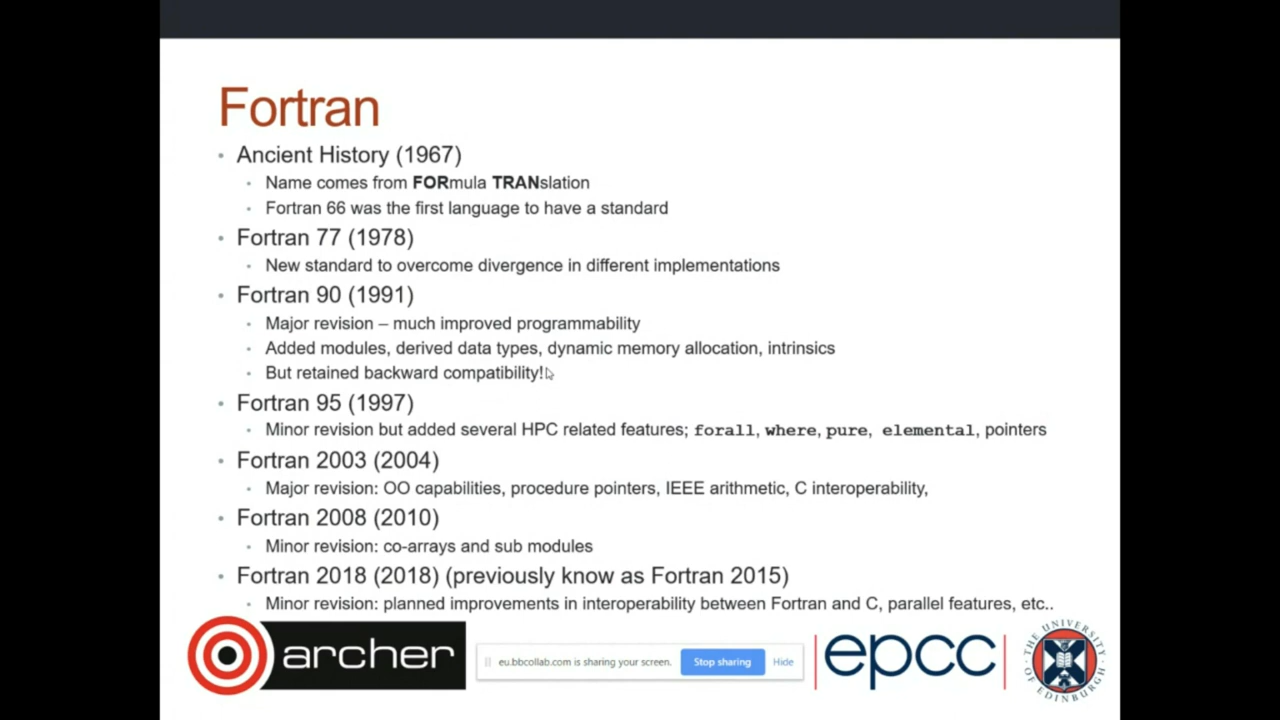 Fortran
• Ancient History (1967)
• Name comes from FORmula TRANslation
• Fortran 66 was the first language to have a standard
• Fortran 77 (1978)
• New standard to overcome divergence in different implementations
• Fortran 90 (1991)
• Major revision – much improved programmability
• Added modules, derived data types, dynamic memory allocation, intrinsics
• But retained backward compatibility!
• Fortran 95 (1997)
• Minor revision but added several HPC related features; forall, where, pure, elemental, pointers
• Fortran 2003 (2004)
• Major revision: OO capabilities, procedure pointers, IEEE arithmetic, C interoperability,
• Fortran 2008 (2010)
• Minor revision: co-arrays and sub modules
• Fortran 2018 (2018) (previously know as Fortran 2015)
• Minor revision: planned improvements in interoperability between Fortran and C, parallel features, etc..
archer
eu.bbcollab.com is sharing your screen. Stop sharing Hide
epcc
THE UNIVERSITY OF EDINBURGH